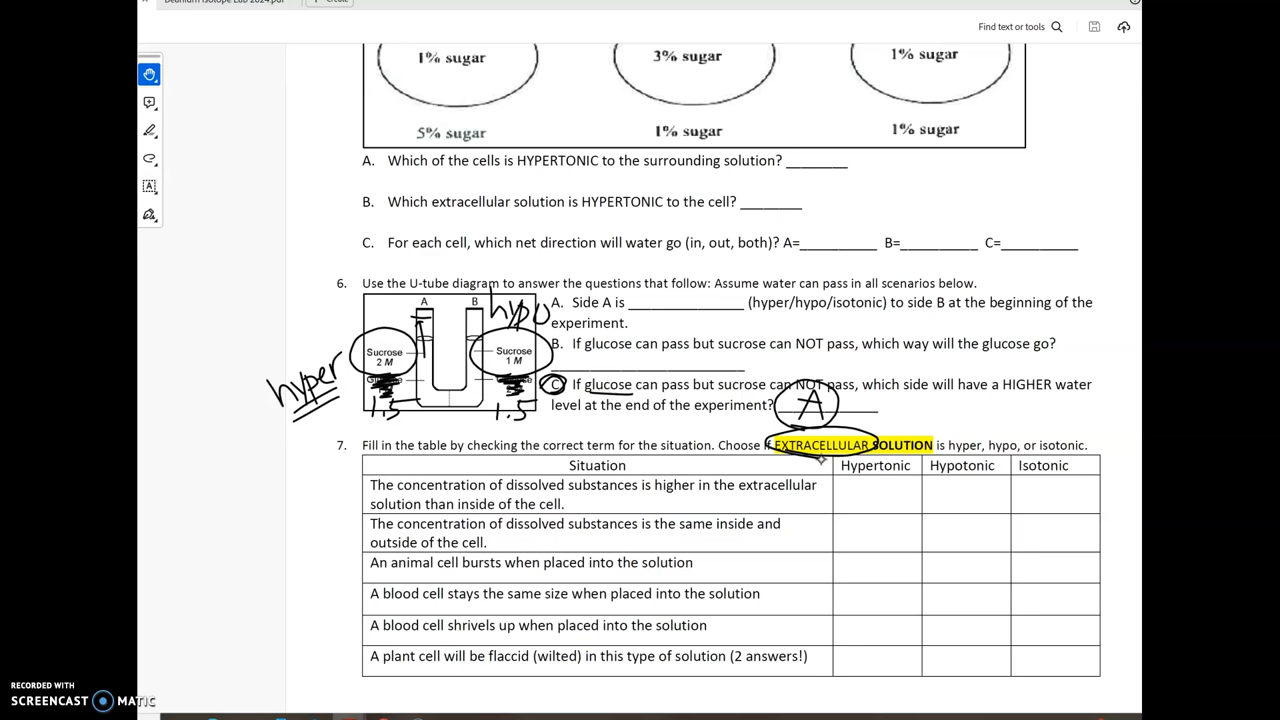 Deanium Isotope Lab 2024.pdf
Create
Find text or tools
1% sugar 3% sugar 1% sugar
5% sugar 1% sugar 1% sugar
A. Which of the cells is HYPERTONIC to the surrounding solution? ________
B. Which extracellular solution is HYPERTONIC to the cell? ________
C. For each cell, which net direction will water go (in, out, both)? A=__________ B=__________ C=__________
6. Use the U-tube diagram to answer the questions that follow: Assume water can pass in all scenarios below.
A B
hypo
hyper
Sucrose
2 M
Sucrose
1 M
1.5 1.5
A. Side A is _______________ (hyper/hypo/isotonic) to side B at the beginning of the
experiment.
B. If glucose can pass but sucrose can NOT pass, which way will the glucose go?
_________________________
C. If glucose can pass but sucrose can NOT pass, which side will have a HIGHER water
level at the end of the experiment? _____________
A
7. Fill in the table by checking the correct term for the situation. Choose if EXTRACELLULAR SOLUTION is hyper, hypo, or isotonic.
Situation Hypertonic Hypotonic Isotonic
The concentration of dissolved substances is higher in the extracellular
solution than inside of the cell.
The concentration of dissolved substances is the same inside and
outside of the cell.
An animal cell bursts when placed into the solution
A blood cell stays the same size when placed into the solution
A blood cell shrivels up when placed into the solution
A plant cell will be flaccid (wilted) in this type of solution (2 answers!)
RECORDED WITH
SCREENCAST MATIC